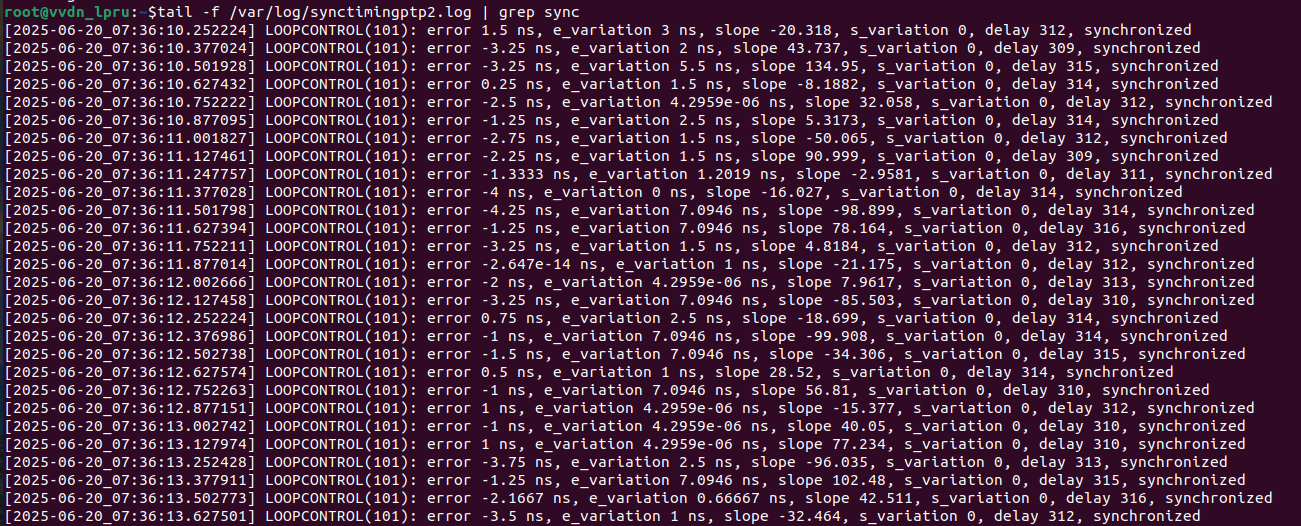 root@vvdn_lpru:~$tail -f /var/log/synctimingptp2.log | grep sync
[2025-06-20_07:36:10.252224] LOOPCONTROL(101): error 1.5 ns, e_variation 3 ns, slope -20.318, s_variation 0, delay 312, synchronized
[2025-06-20_07:36:10.377024] LOOPCONTROL(101): error -3.25 ns, e_variation 2 ns, slope 43.737, s_variation 0, delay 309, synchronized
[2025-06-20_07:36:10.501928] LOOPCONTROL(101): error -3.25 ns, e_variation 5.5 ns, slope 134.95, s_variation 0, delay 315, synchronized
[2025-06-20_07:36:10.627432] LOOPCONTROL(101): error 0.25 ns, e_variation 1.5 ns, slope -8.1882, s_variation 0, delay 314, synchronized
[2025-06-20_07:36:10.752222] LOOPCONTROL(101): error -2.5 ns, e_variation 4.2959e-06 ns, slope 32.058, s_variation 0, delay 312, synchronized
[2025-06-20_07:36:10.877095] LOOPCONTROL(101): error -1.25 ns, e_variation 2.5 ns, slope 5.3173, s_variation 0, delay 314, synchronized
[2025-06-20_07:36:11.001827] LOOPCONTROL(101): error -2.75 ns, e_variation 1.5 ns, slope -50.065, s_variation 0, delay 312, synchronized
[2025-06-20_07:36:11.127461] LOOPCONTROL(101): error -2.25 ns, e_variation 1.5 ns, slope 90.999, s_variation 0, delay 309, synchronized
[2025-06-20_07:36:11.247757] LOOPCONTROL(101): error -1.3333 ns, e_variation 1.2019 ns, slope -2.9581, s_variation 0, delay 311, synchronized
[2025-06-20_07:36:11.377028] LOOPCONTROL(101): error -4 ns, e_variation 0 ns, slope -16.027, s_variation 0, delay 314, synchronized
[2025-06-20_07:36:11.501798] LOOPCONTROL(101): error -4.25 ns, e_variation 7.0946 ns, slope -98.899, s_variation 0, delay 314, synchronized
[2025-06-20_07:36:11.627394] LOOPCONTROL(101): error -1.25 ns, e_variation 7.0946 ns, slope 78.164, s_variation 0, delay 316, synchronized
[2025-06-20_07:36:11.752211] LOOPCONTROL(101): error -3.25 ns, e_variation 1.5 ns, slope 4.8184, s_variation 0, delay 312, synchronized
[2025-06-20_07:36:11.877014] LOOPCONTROL(101): error -2.647e-14 ns, e_variation 1 ns, slope -21.175, s_variation 0, delay 312, synchronized
[2025-06-20_07:36:12.002666] LOOPCONTROL(101): error -2 ns, e_variation 4.2959e-06 ns, slope 7.9617, s_variation 0, delay 313, synchronized
[2025-06-20_07:36:12.127458] LOOPCONTROL(101): error -3.25 ns, e_variation 7.0946 ns, slope -85.503, s_variation 0, delay 310, synchronized
[2025-06-20_07:36:12.252224] LOOPCONTROL(101): error 0.75 ns, e_variation 2.5 ns, slope -18.699, s_variation 0, delay 314, synchronized
[2025-06-20_07:36:12.376986] LOOPCONTROL(101): error -1 ns, e_variation 7.0946 ns, slope -99.908, s_variation 0, delay 314, synchronized
[2025-06-20_07:36:12.502738] LOOPCONTROL(101): error -1.5 ns, e_variation 7.0946 ns, slope -34.306, s_variation 0, delay 315, synchronized
[2025-06-20_07:36:12.627574] LOOPCONTROL(101): error 0.5 ns, e_variation 1 ns, slope 28.52, s_variation 0, delay 314, synchronized
[2025-06-20_07:36:12.752263] LOOPCONTROL(101): error -1 ns, e_variation 7.0946 ns, slope 56.81, s_variation 0, delay 310, synchronized
[2025-06-20_07:36:12.877151] LOOPCONTROL(101): error 1 ns, e_variation 4.2959e-06 ns, slope -15.377, s_variation 0, delay 312, synchronized
[2025-06-20_07:36:13.002742] LOOPCONTROL(101): error -1 ns, e_variation 4.2959e-06 ns, slope 40.05, s_variation 0, delay 310, synchronized
[2025-06-20_07:36:13.127974] LOOPCONTROL(101): error 1 ns, e_variation 4.2959e-06 ns, slope 77.234, s_variation 0, delay 310, synchronized
[2025-06-20_07:36:13.252428] LOOPCONTROL(101): error -3.75 ns, e_variation 2.5 ns, slope -96.035, s_variation 0, delay 313, synchronized
[2025-06-20_07:36:13.377911] LOOPCONTROL(101): error -1.25 ns, e_variation 7.0946 ns, slope 102.48, s_variation 0, delay 315, synchronized
[2025-06-20_07:36:13.502773] LOOPCONTROL(101): error -2.1667 ns, e_variation 0.66667 ns, slope 42.511, s_variation 0, delay 316, synchronized
[2025-06-20_07:36:13.627501] LOOPCONTROL(101): error -3.5 ns, e_variation 1 ns, slope -32.464, s_variation 0, delay 312, synchronized